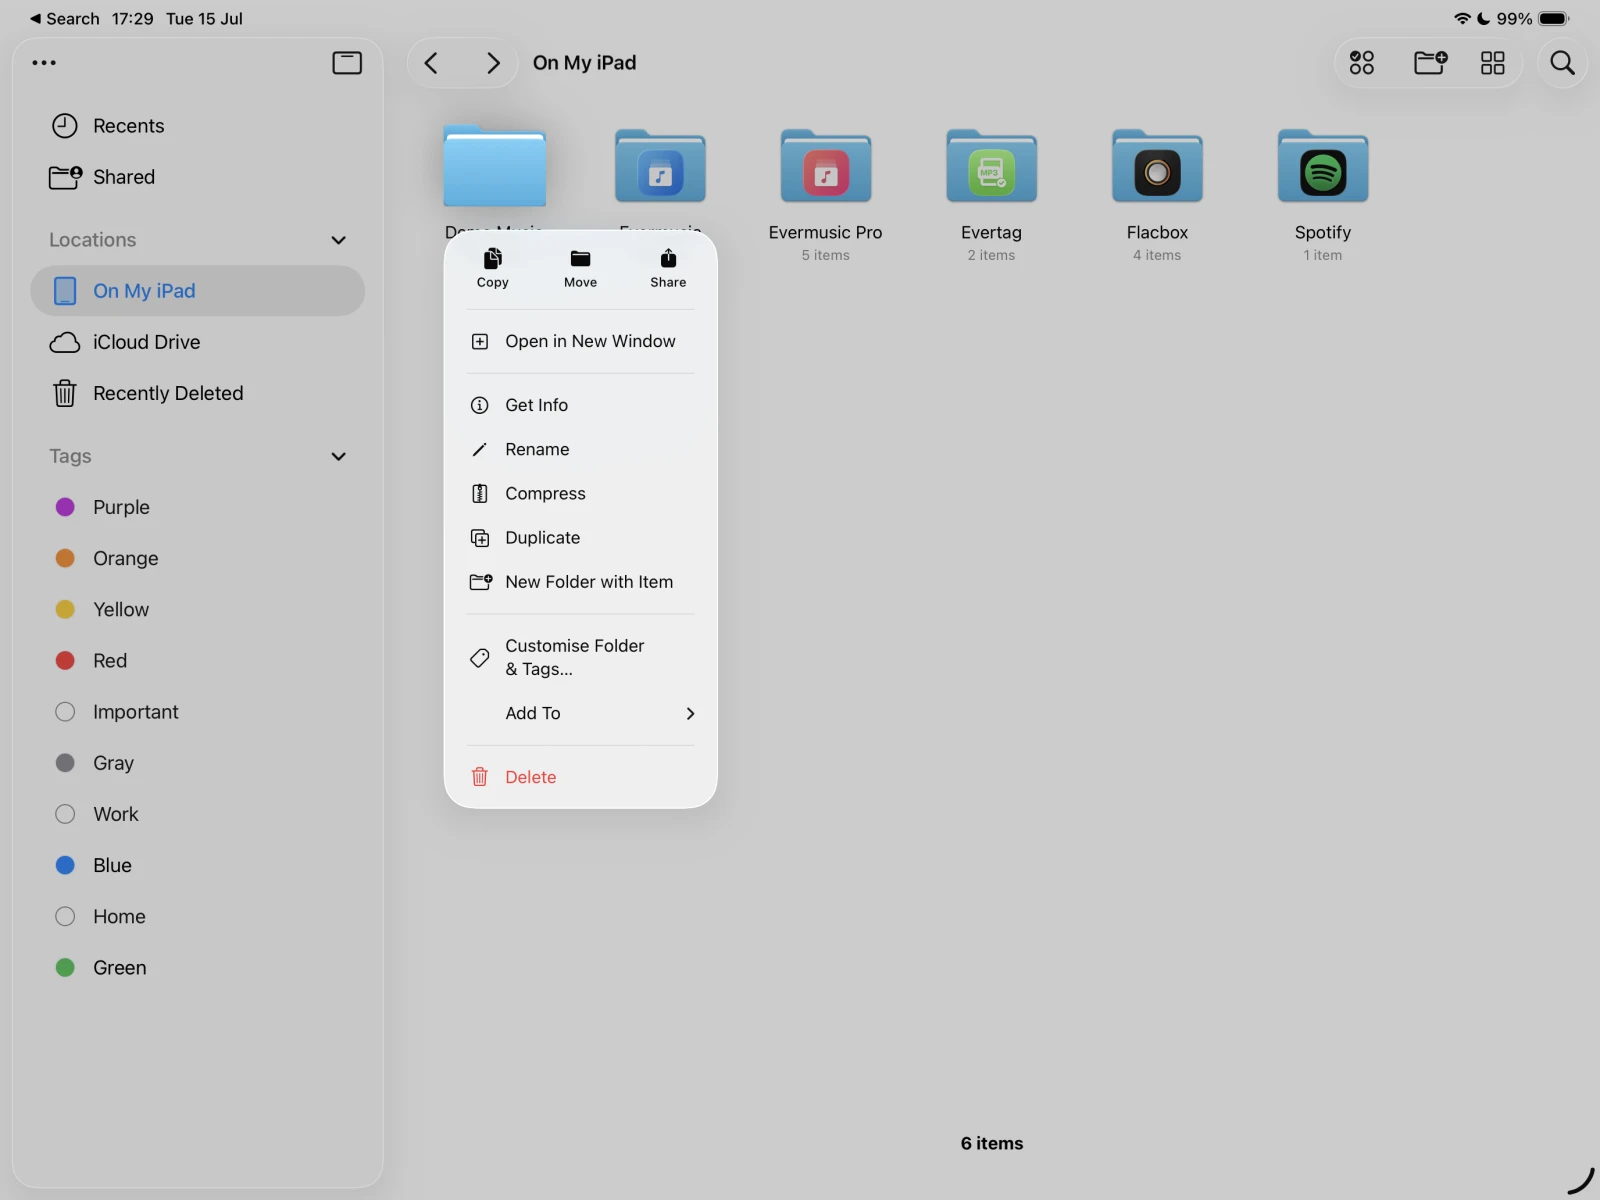 Search 17:29 Tue 15 Jul
99%
On My iPad
Recents
Shared
Locations
On My iPad
iCloud Drive
Recently Deleted
Tags
Purple
Orange
Yellow
Red
Important
Gray
Work
Blue
Home
Green
Evermusic Pro
5 items
MP3
Evertag
2 items
Flacbox
4 items
Spotify
1 item
Copy
Move
Share
Open in New Window
Get Info
Rename
Compress
Duplicate
New Folder with Item
Customise Folder
& Tags...
Add To
Delete
6 items